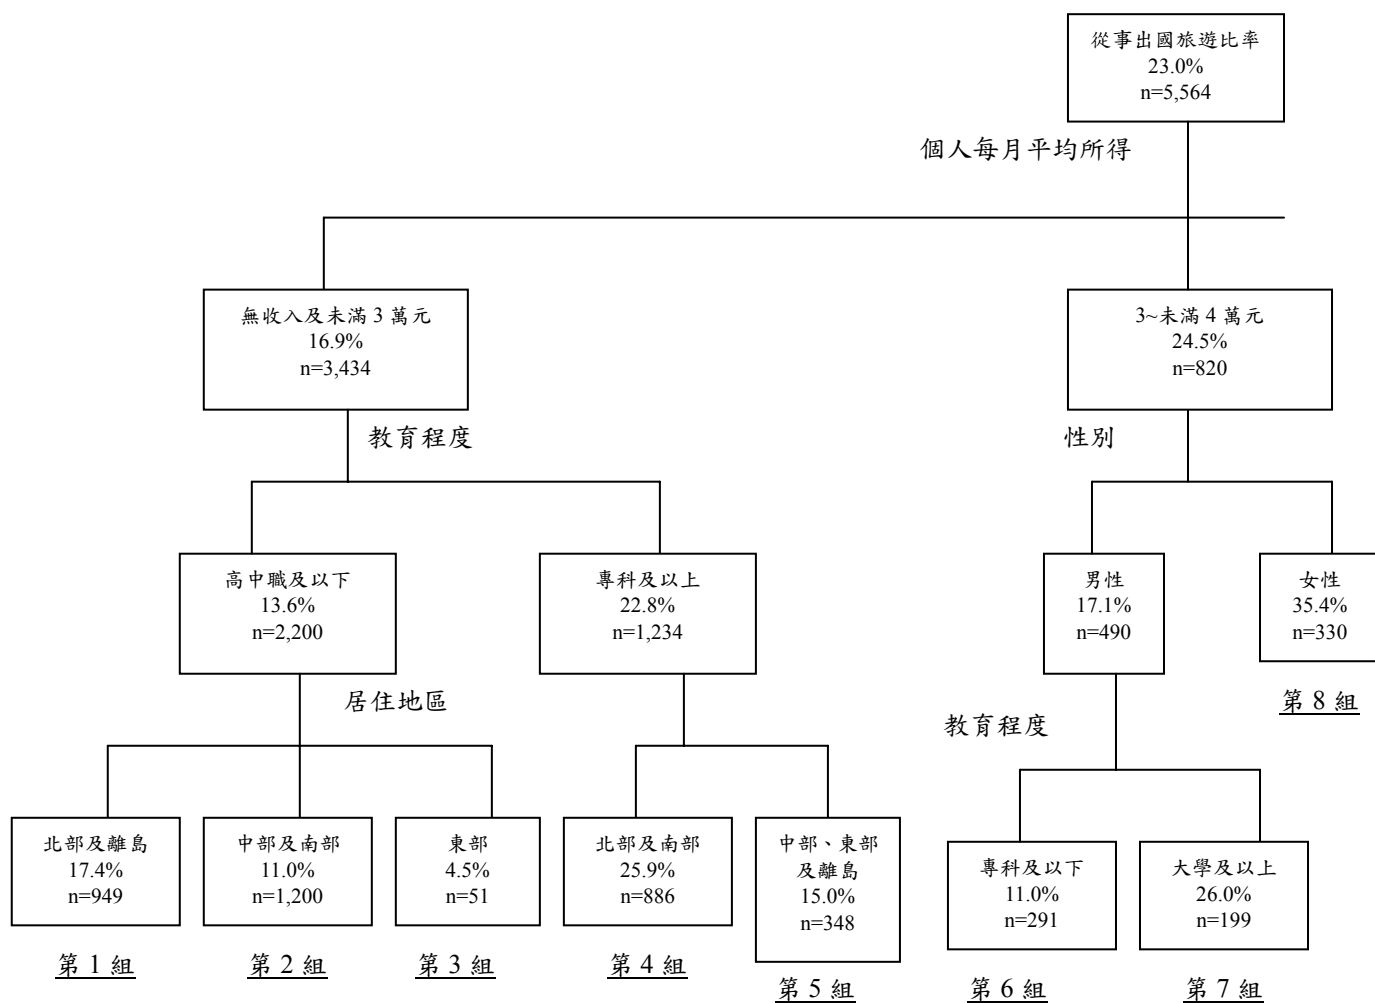 從事出國旅遊比率
23.0%
n=5,564
個人每月平均所得
無收入及未滿 3 萬元
16.9%
n=3,434
3~未滿 4 萬元
24.5%
n=820
教育程度
性別
高中職及以下
13.6%
n=2,200
專科及以上
22.8%
n=1,234
男性
17.1%
n=490
女性
35.4%
n=330
第 8 組
居住地區
教育程度
北部及離島
17.4%
n=949
中部及南部
11.0%
n=1,200
東部
4.5%
n=51
北部及南部
25.9%
n=886
中部、東部
及離島
15.0%
n=348
專科及以下
11.0%
n=291
大學及以上
26.0%
n=199
第 1 組
第 2 組
第 3 組
第 4 組
第 5 組
第 6 組
第 7 組